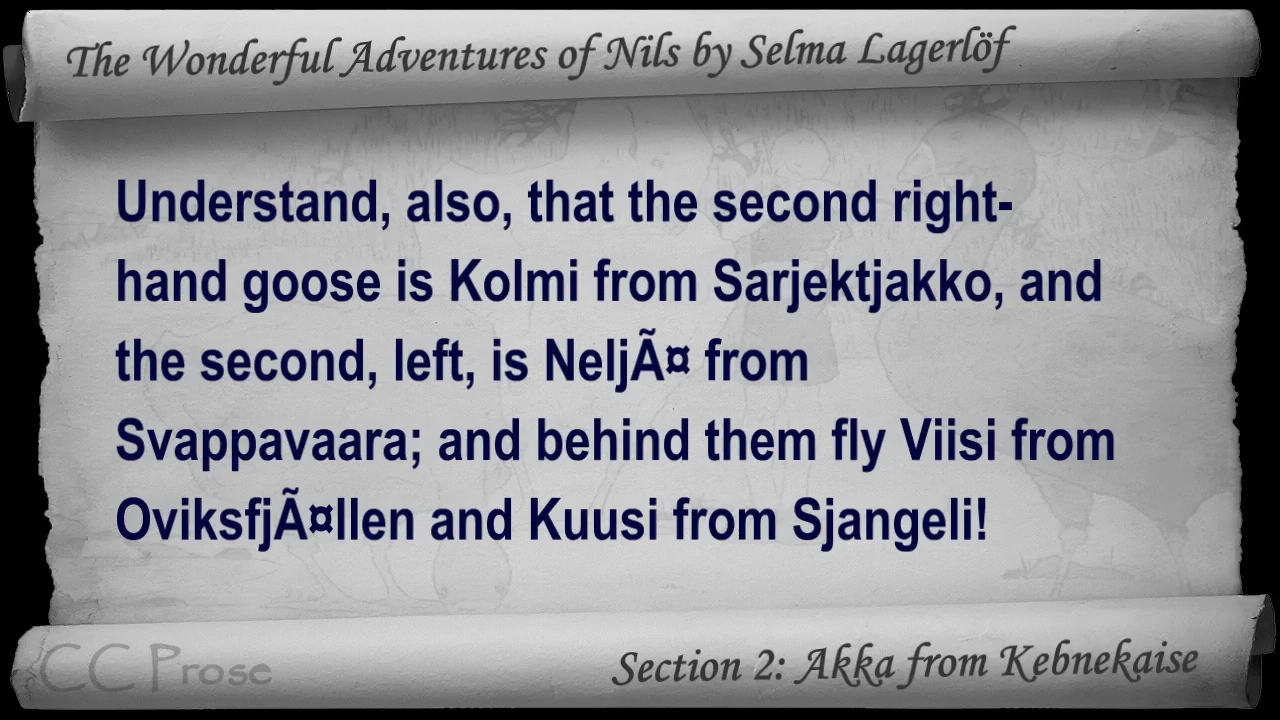 The Wonderful Adventures of Nils by Selma Lagerlöf
Understand, also, that the second right-
hand goose is Kolmi from Sarjektjakko, and
the second, left, is NeljÃ¤ from
Svappavaara; and behind them fly Viisi from
OviksfjÃ¤llen and Kuusi from Sjangeli!
CC Prose
Section 2: Akka from Kebnekaise